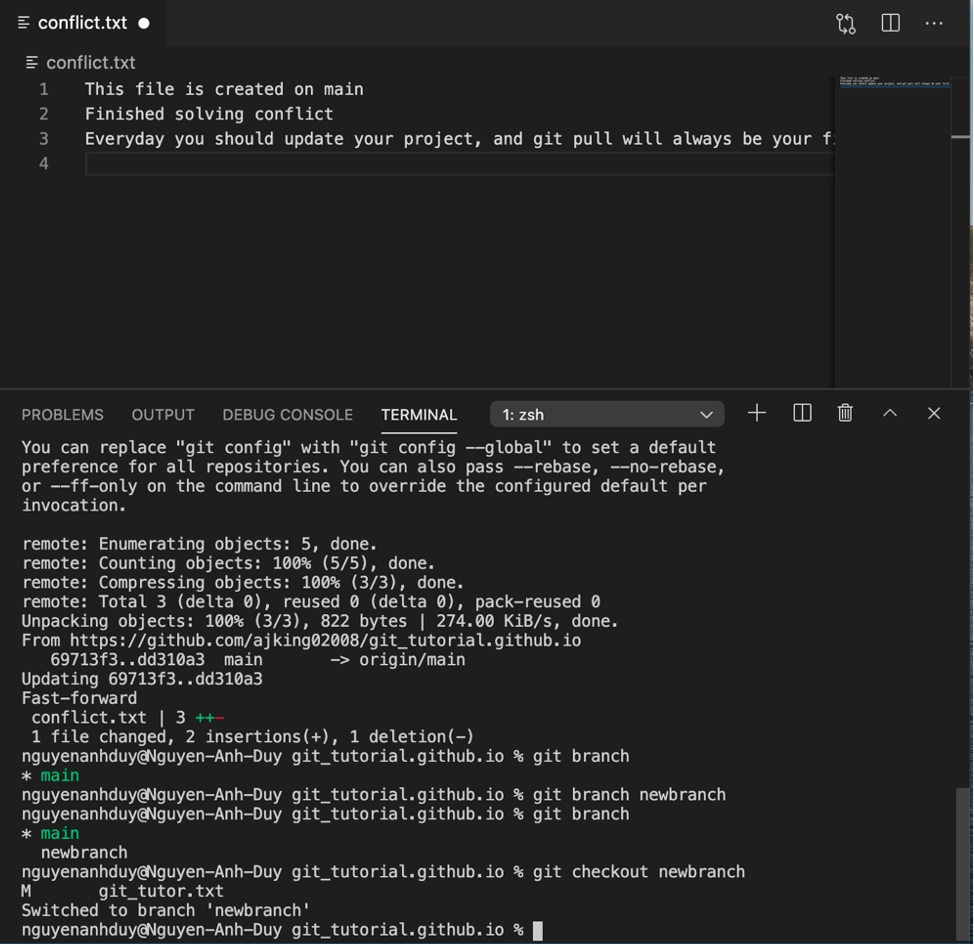 conflict.txt
conflict.txt
1 This file is created on main
2 Finished solving conflict
3 Everyday you should update your project, and git pull will always be your
4
PROBLEMS OUTPUT DEBUG CONSOLE TERMINAL 1: zsh
You can replace "git config" with "git config --global" to set a default
preference for all repositories. You can also pass --rebase, --no-rebase,
or --ff-only on the command line to override the configured default per
invocation.
remote: Enumerating objects: 5, done.
remote: Counting objects: 100% (5/5), done.
remote: Compressing objects: 100% (3/3), done.
remote: Total 3 (delta 0), reused 0 (delta 0), pack-reused 0
Unpacking objects: 100% (3/3), 822 bytes | 274.00 KiB/s, done.
From https://github.com/ajking02008/git_tutorial.github.io
69713f3..dd310a3 main -> origin/main
Updating 69713f3..dd310a3
Fast-forward
conflict.txt | 3 ++-
1 file changed, 2 insertions(+), 1 deletion(-)
nguyenanhduy@Nguyen-Anh-Duy git_tutorial.github.io % git branch
* main
nguyenanhduy@Nguyen-Anh-Duy git_tutorial.github.io % git branch newbranch
nguyenanhduy@Nguyen-Anh-Duy git_tutorial.github.io % git branch
* main
newbranch
nguyenanhduy@Nguyen-Anh-Duy git_tutorial.github.io % git checkout newbranch
M git_tutor.txt
Switched to branch 'newbranch'
nguyenanhduy@Nguyen-Anh-Duy git_tutorial.github.io %